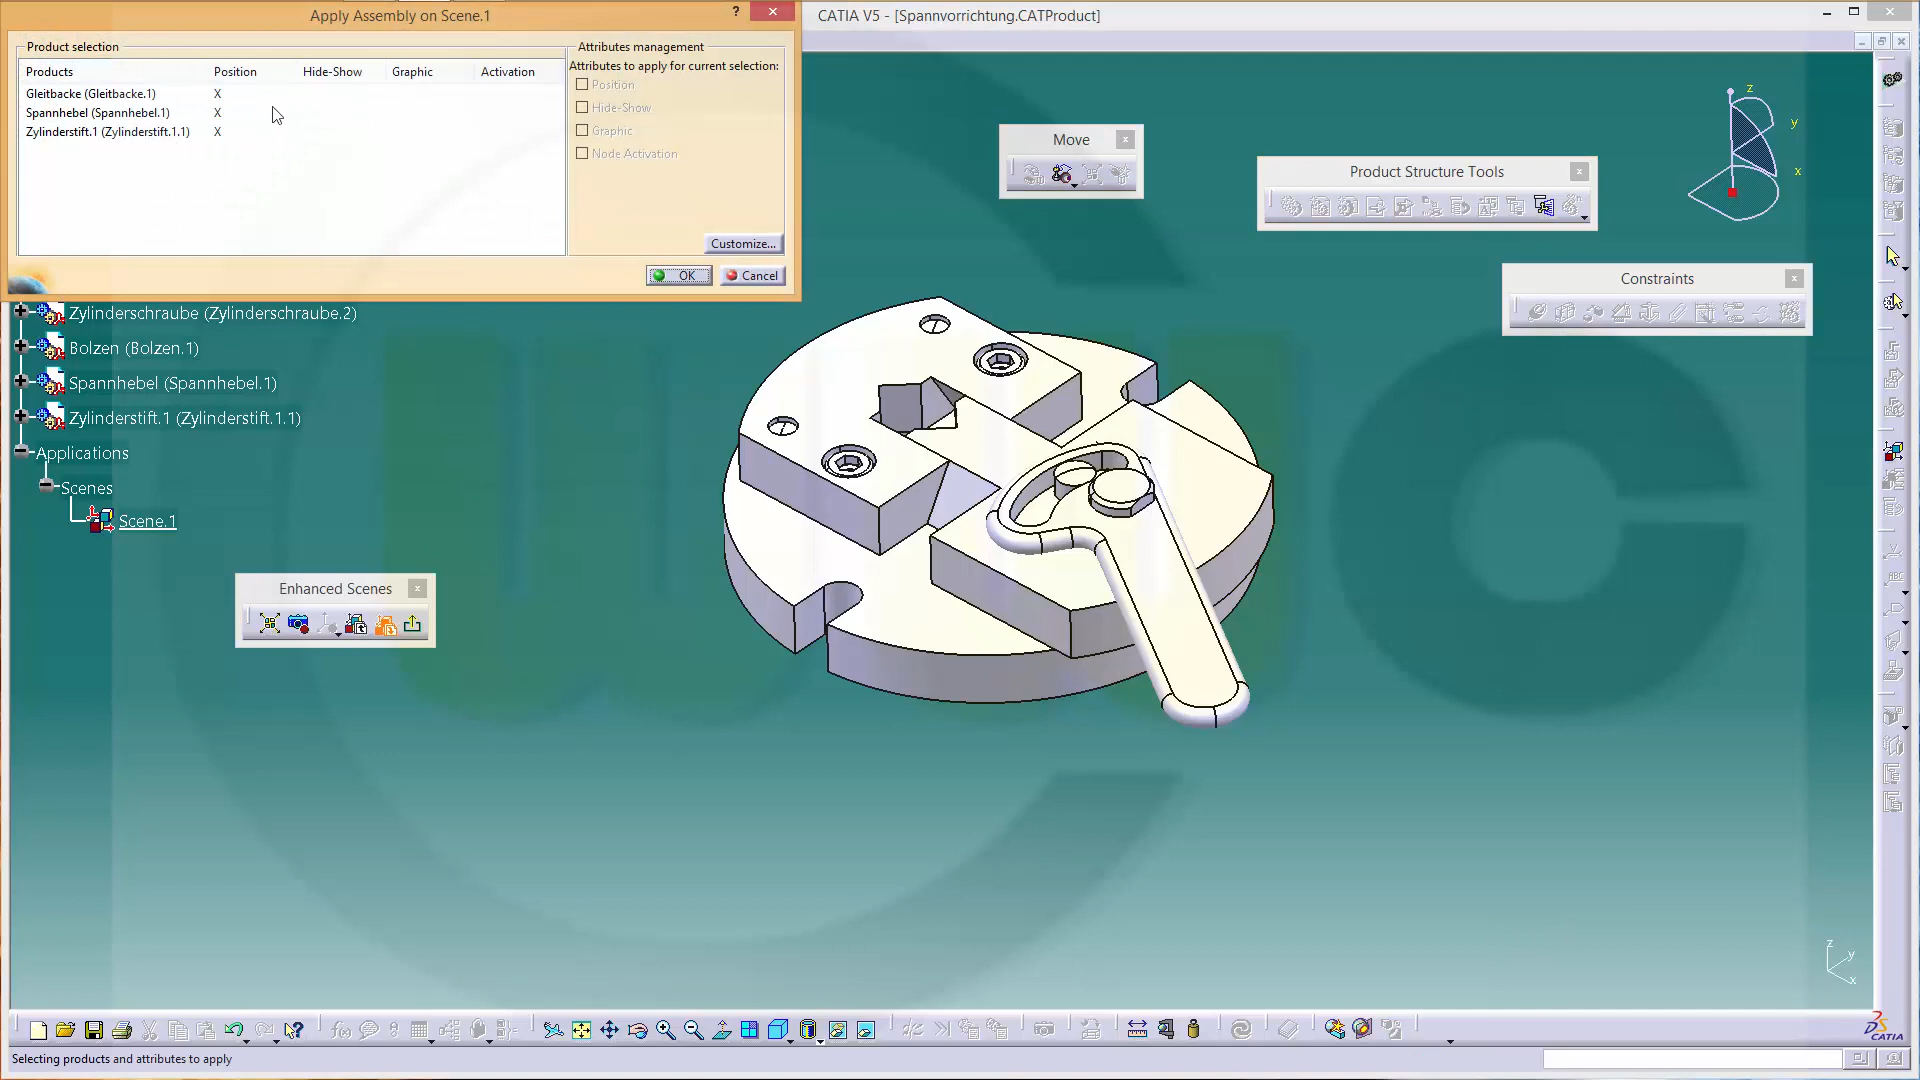 Apply Assembly on Scene.1
?
CATIA V5 - [Spannvorrichtung.CATProduct]
Product selection
Products Position Hide-Show Graphic Activation
Gleitbacke (Gleitbacke.1) X
Spannhebel (Spannhebel.1) X
Zylinderstift.1 (Zylinderstift.1.1) X
Attributes management
Attributes to apply for current selection:
Position
Hide-Show
Graphic
Node Activation
Customize...
OK
Cancel
Move
Product Structure Tools
Constraints
z
y
x
Zylinderschraube (Zylinderschraube.2)
Bolzen (Bolzen.1)
Spannhebel (Spannhebel.1)
Zylinderstift.1 (Zylinderstift.1.1)
Applications
Scenes
Scene.1
Enhanced Scenes
ABC
z
y
x
f(x)
CATIA
Selecting products and attributes to apply